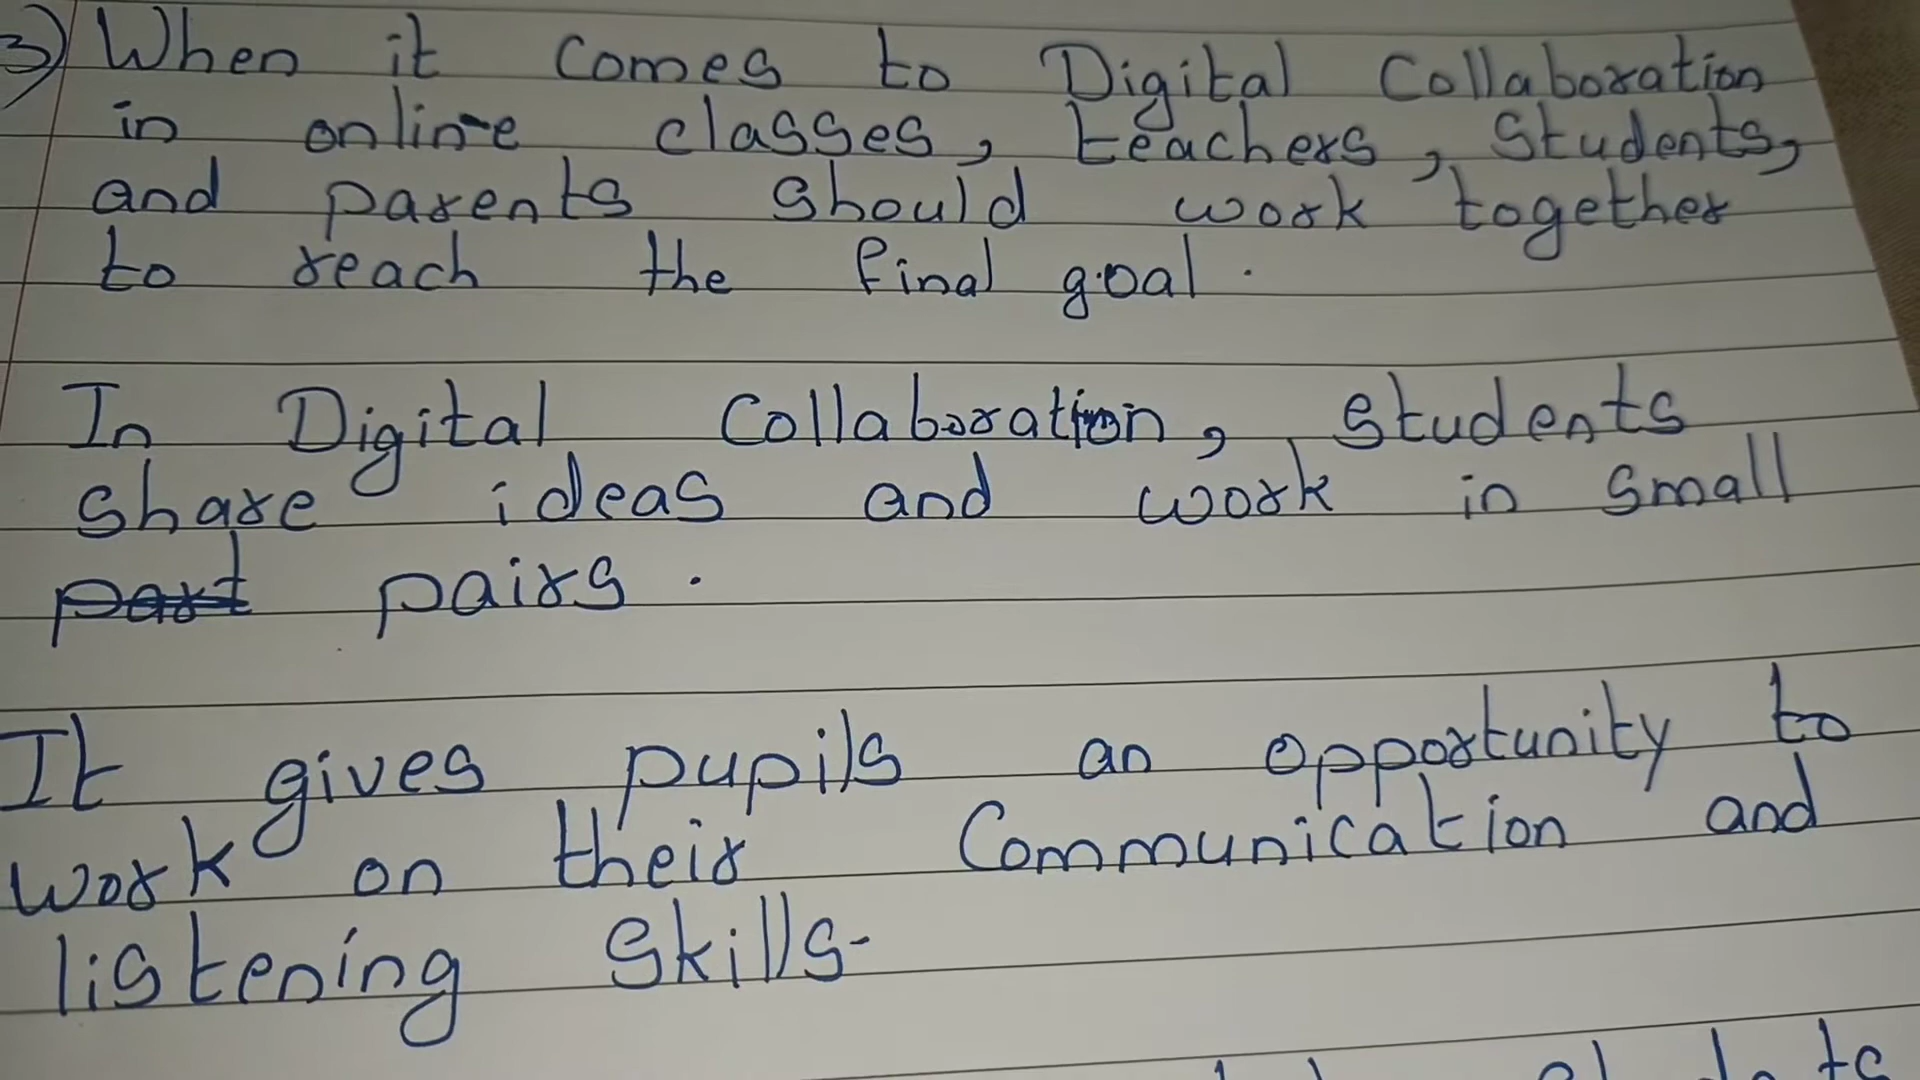 3) When it comes to Digital Collaboration
in online classes, teachers, students,
and parents should work together
to reach the final goal.
In Digital Collaboration, students
share ideas and work in small
part pairs.
It gives pupils an opportunity to
work on their Communication and
listening skills.